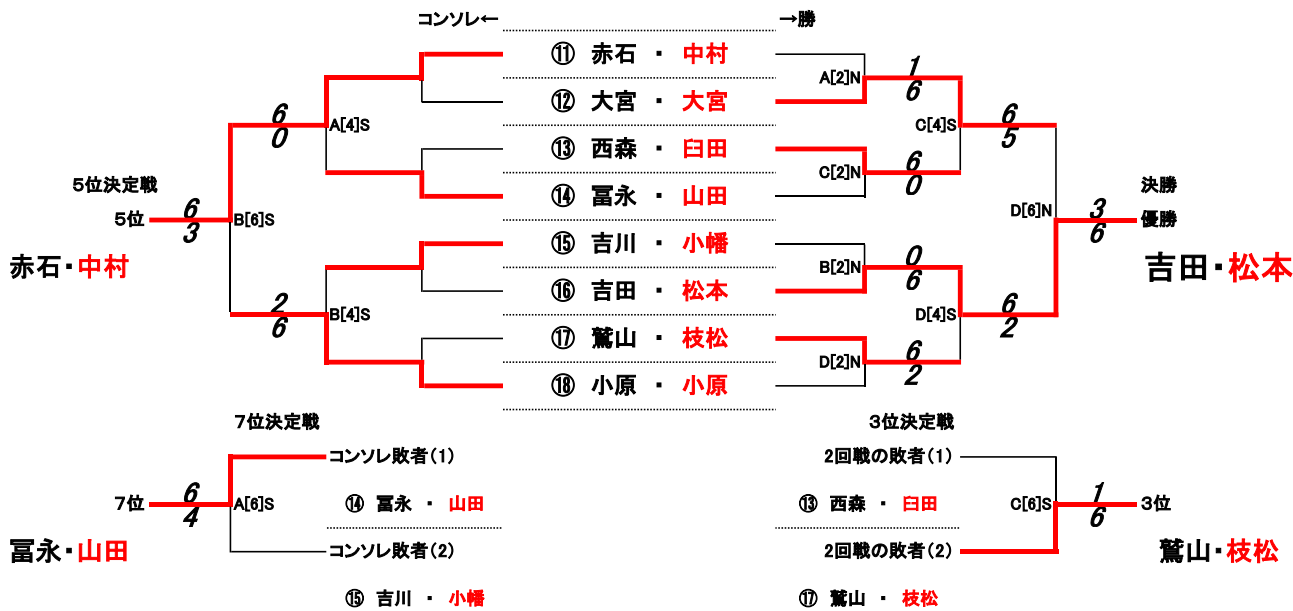 コンソレ← →勝
⑪ 赤石 ・ 中村
A[2]N 1 6
⑫ 大宮 ・ 大宮
6 0 A[4]S C[4]S 6 5
⑬ 西森 ・ 臼田
C[2]N 6 0
⑭ 冨永 ・ 山田
5位決定戦 決勝
5位 6 3 B[6]S D[6]N 3 6 優勝
赤石・中村 吉田・松本
⑮ 吉川 ・ 小幡
B[2]N 0 6
⑯ 吉田 ・ 松本
2 6 B[4]S D[4]S 6 2
⑰ 鷲山 ・ 枝松
D[2]N 6 2
⑱ 小原 ・ 小原
7位決定戦 3位決定戦
コンソレ敗者(1) 2回戦の敗者(1)
7位 6 4 A[6]S ⑭ 冨永 ・ 山田 ⑬ 西森 ・ 臼田 C[6]S 1 6 3位
冨永・山田 コンソレ敗者(2) 2回戦の敗者(2) 鷲山・枝松
⑮ 吉川 ・ 小幡 ⑰ 鷲山 ・ 枝松